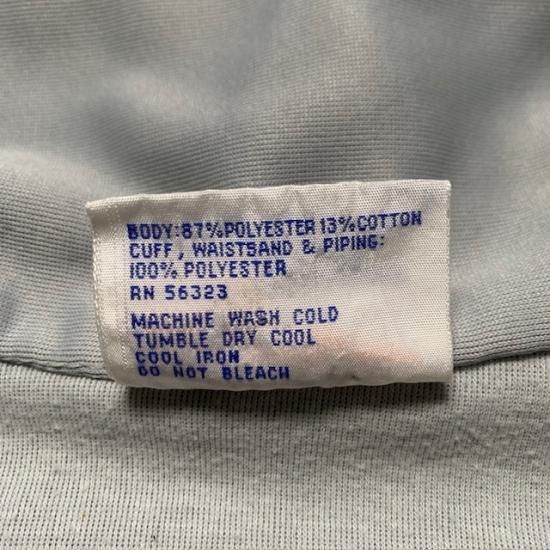 BODY:87%POLYESTER 13%COTTON
CUFF, WAISTSAND & PIPING:
100% POLYESTER
RN 56323
MACHINE WASH COLD
TUMBLE DRY COOL
COOL IRON
DO NOT BLEACH